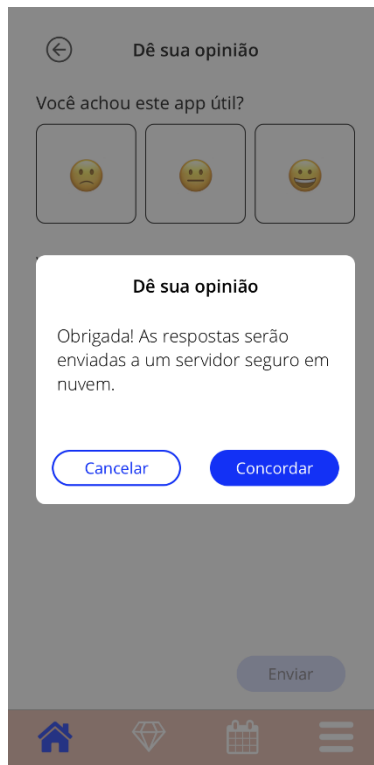 Dê sua opinião
Você achou este app útil?
Dê sua opinião
Obrigada! As respostas serão
enviadas a um servidor seguro em
nuvem.
Cancelar
Concordar
Enviar